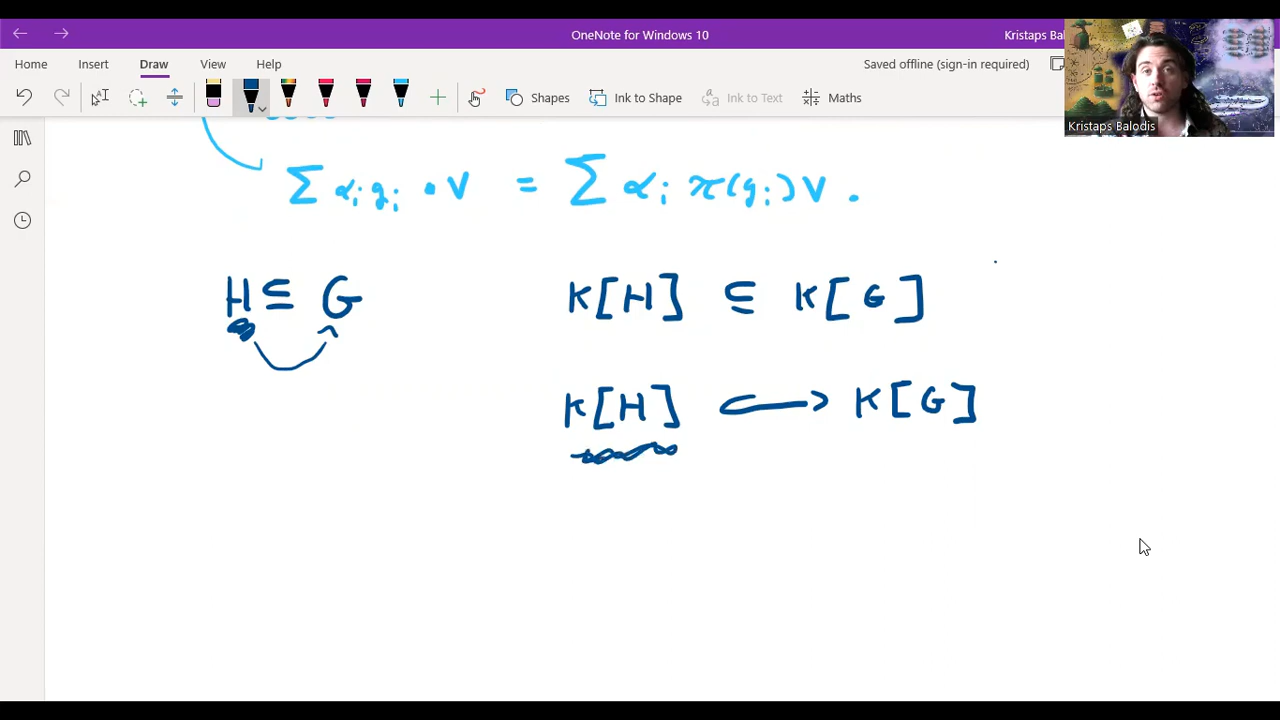 OneNote for Windows 10
Kristaps Ba
Home Insert Draw View Help
Saved offline (sign-in required)
Shapes Ink to Shape Ink to Text Maths
Kristaps Balodis
∑ αᵢgᵢ • V = ∑ αᵢ π(gᵢ)V.
H ⊆ G
K[H] ⊆ K[G]
K[H] ⟷ K[G]